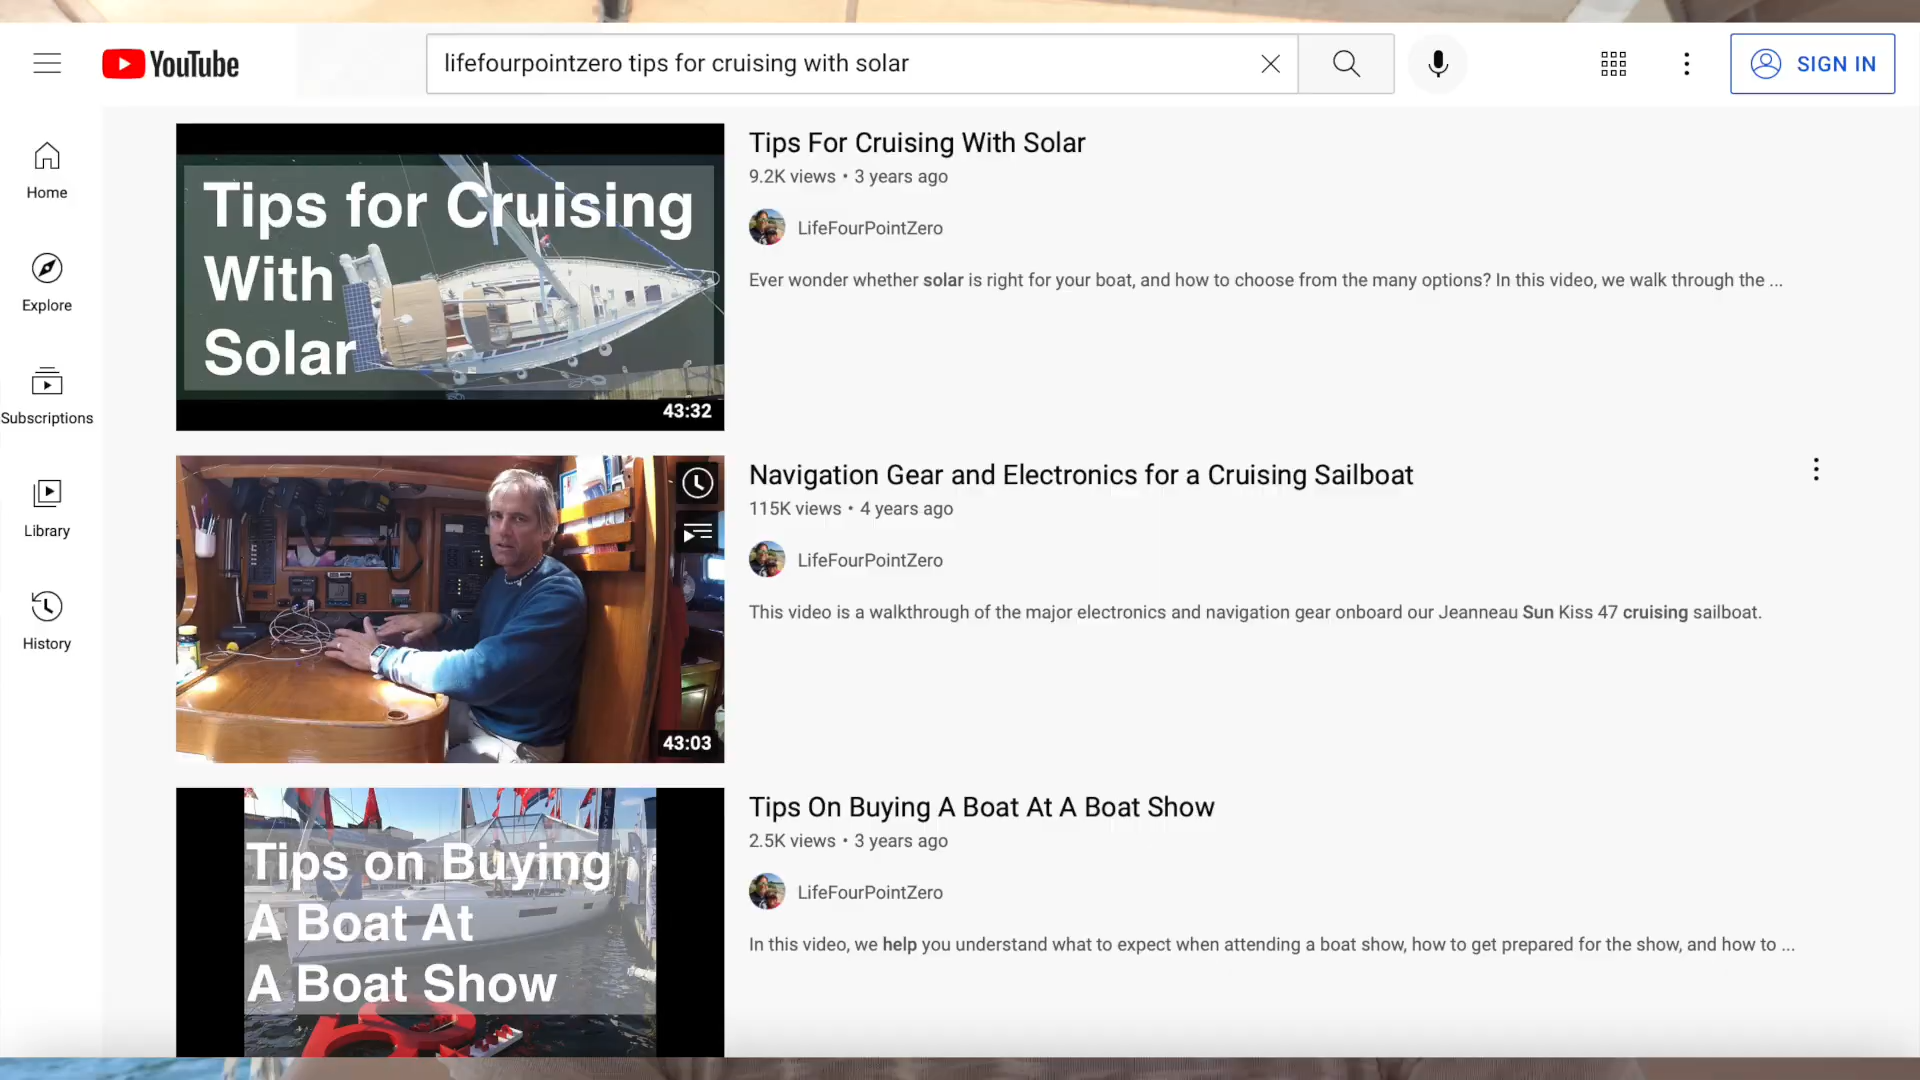 YouTube
lifefourpointzero tips for cruising with solar
SIGN IN
Home
Explore
Subscriptions
Library
History
Tips for Cruising
With
Solar
43:32
Tips For Cruising With Solar
9.2K views • 3 years ago
LifeFourPointZero
Ever wonder whether solar is right for your boat, and how to choose from the many options? In this video, we walk through the ...
43:03
Navigation Gear and Electronics for a Cruising Sailboat
115K views • 4 years ago
LifeFourPointZero
This video is a walkthrough of the major electronics and navigation gear onboard our Jeanneau Sun Kiss 47 cruising sailboat.
Tips on Buying
A Boat At
A Boat Show
Tips On Buying A Boat At A Boat Show
2.5K views • 3 years ago
LifeFourPointZero
In this video, we help you understand what to expect when attending a boat show, how to get prepared for the show, and how to ...